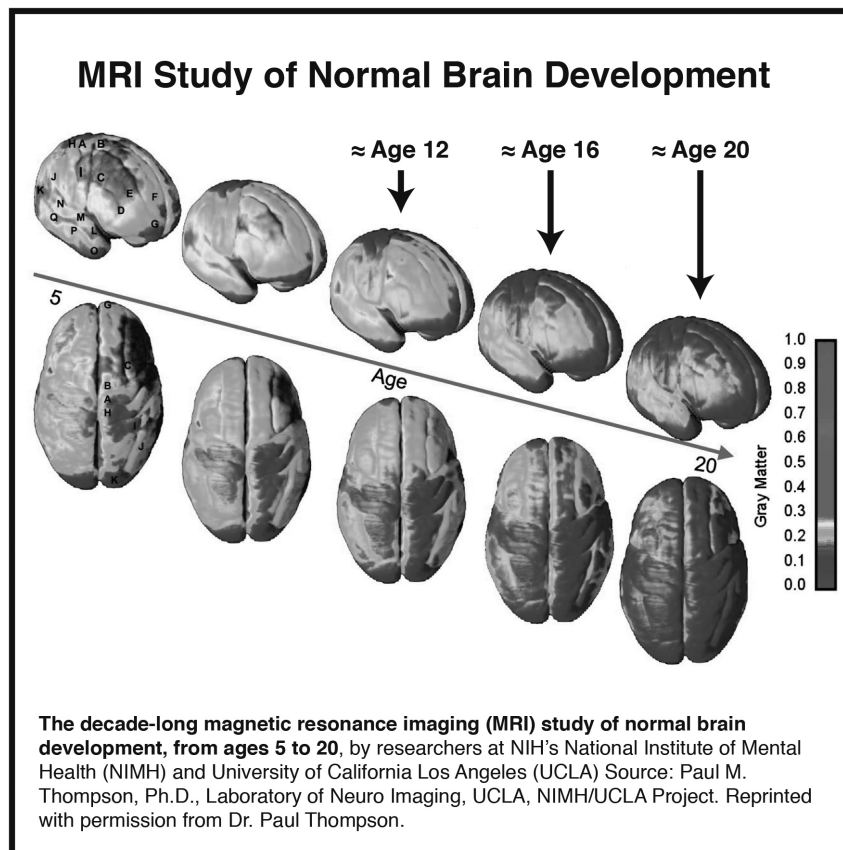 MRI Study of Normal Brain Development
≈ Age 12
≈ Age 16
≈ Age 20
H A B
I
J
C
K
E
F
N
D
Q
M
G
P
L
O
5
Age
20
G
C
B
A
H
I
J
K
Gray Matter
1.0
0.9
0.8
0.7
0.6
0.5
0.4
0.3
0.2
0.1
0.0
The decade-long magnetic resonance imaging (MRI) study of normal brain
development, from ages 5 to 20, by researchers at NIH’s National Institute of Mental
Health (NIMH) and University of California Los Angeles (UCLA) Source: Paul M.
Thompson, Ph.D., Laboratory of Neuro Imaging, UCLA, NIMH/UCLA Project. Reprinted
with permission from Dr. Paul Thompson.